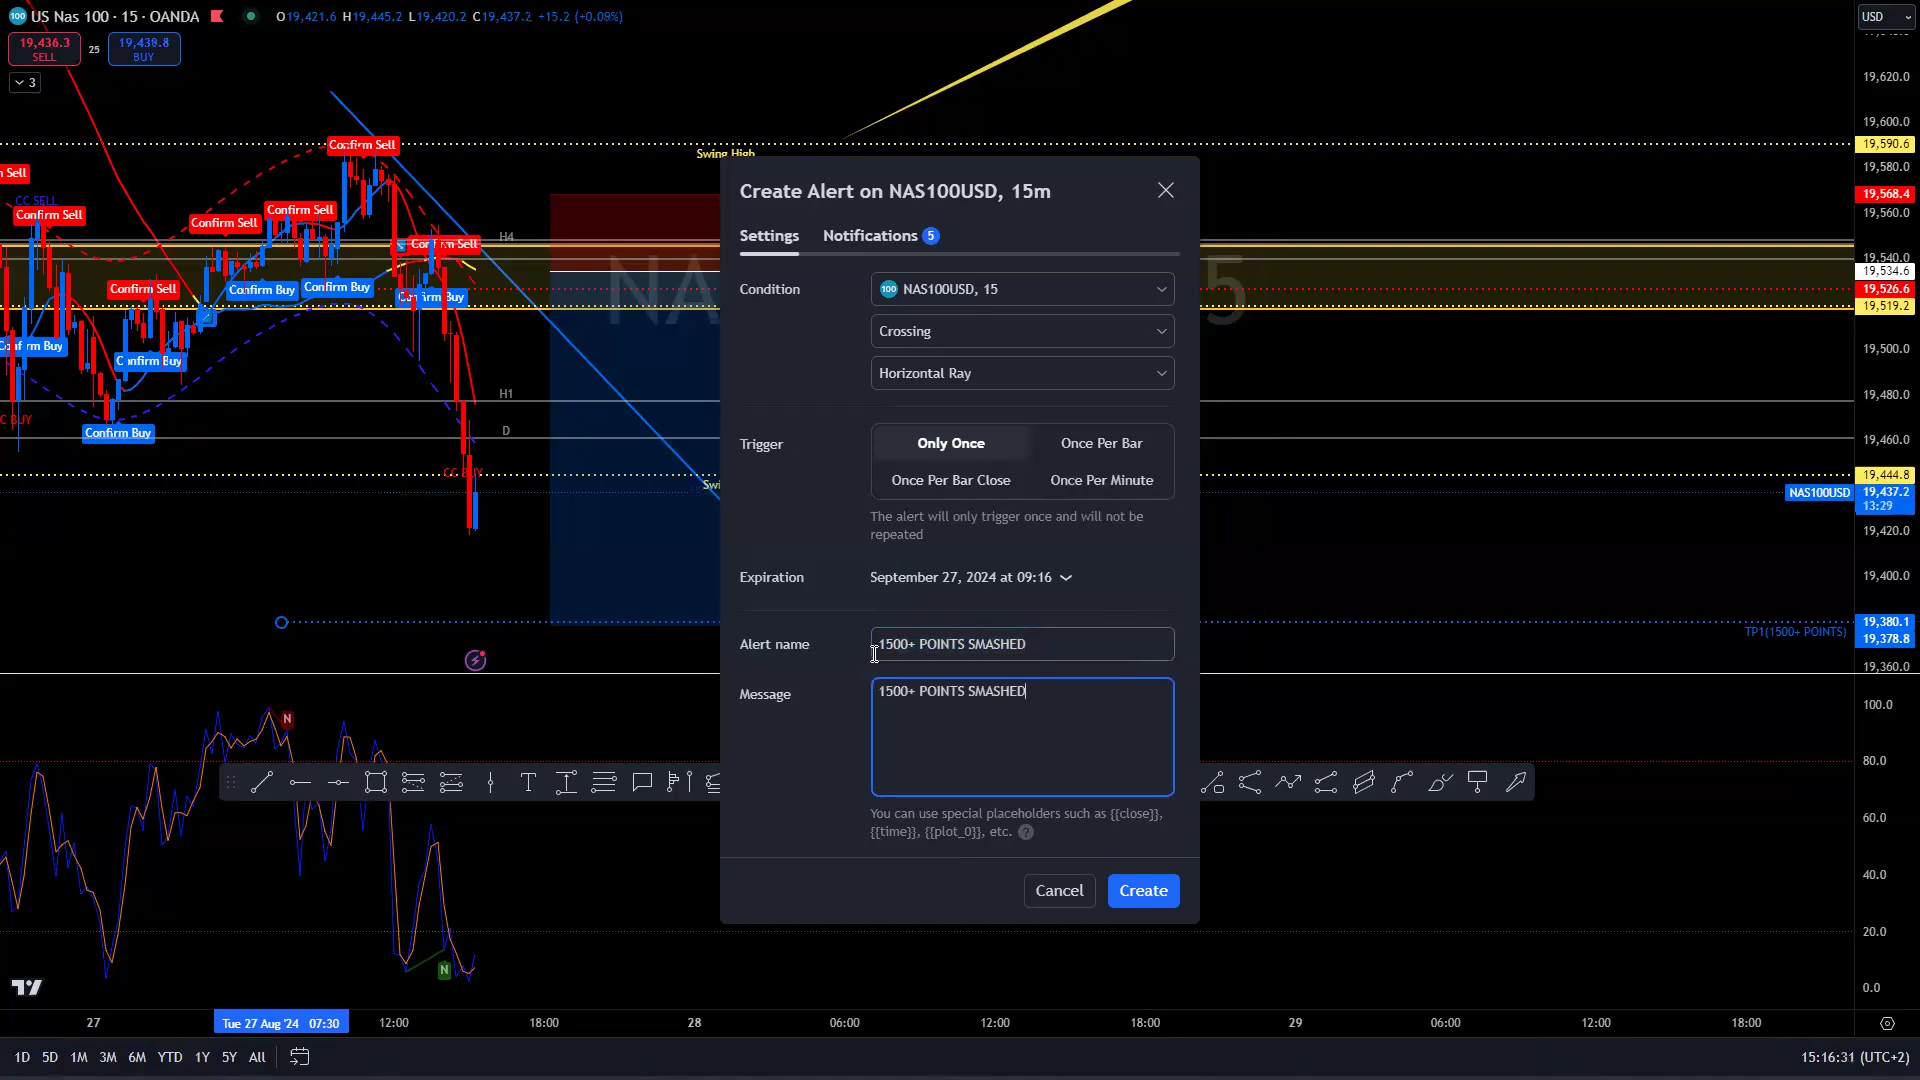 US Nas 100 · 15 · OANDA
O19,421.6 H19,445.2 L19,420.2 C19,437.2 +15.2 (+0.09%)
USD
19,436.3
SELL
25
19,439.8
BUY
3
19,620.0
19,600.0
19,590.6
19,580.0
19,568.4
19,560.0
19,540.0
19,534.6
19,526.6
19,519.2
19,500.0
19,480.0
19,460.0
19,444.8
NAS100USD
19,437.2
13:29
19,420.0
19,400.0
19,380.1
19,378.8
19,360.0
TP1(1500+ POINTS)
Confirm Sell
Swing High
CC SELL
Confirm Sell
Confirm Sell
Confirm Sell
H4
Confirm Sell
Confirm Sell
Confirm Buy
Confirm Buy
Confirm Buy
Confirm Buy
Confirm Buy
H1
D
Confirm Buy
Create Alert on NAS100USD, 15m
Settings
Notifications 5
Condition
100 NAS100USD, 15
Crossing
Horizontal Ray
Trigger
Only Once
Once Per Bar
Once Per Bar Close
Once Per Minute
The alert will only trigger once and will not be
repeated
Expiration
September 27, 2024 at 09:16
Alert name
1500+ POINTS SMASHED
Message
1500+ POINTS SMASHED
You can use special placeholders such as {{close}},
{{time}}, {{plot_0}}, etc.
Cancel
Create
N
N
100.0
80.0
60.0
40.0
20.0
0.0
27
Tue 27 Aug '24 07:30
12:00
18:00
28
06:00
12:00
18:00
29
06:00
12:00
18:00
1D 5D 1M 3M 6M YTD 1Y 5Y All
15:16:31 (UTC+2)